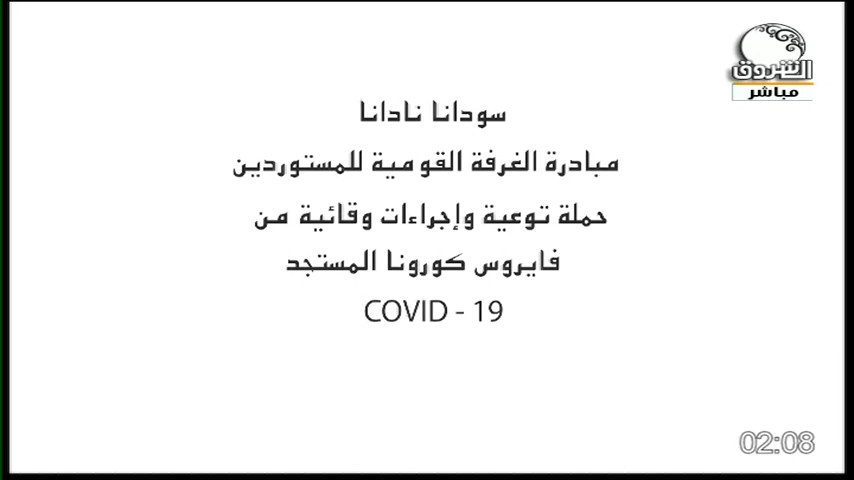 الشروق
مباشر
سودانا نادانا
مبادرة الغرفة القومية للمستوردين
حملة توعية وإجراءات وقائية من
فايروس كورونا المستجد
COVID - 19
02:08